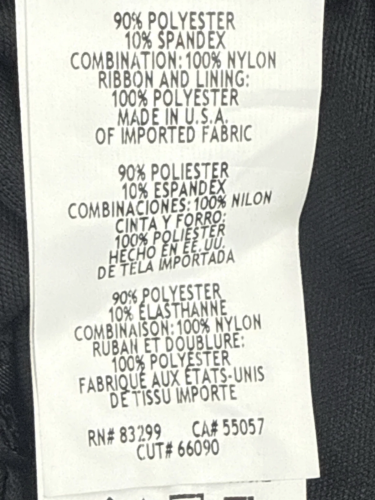 90% POLYESTER
10% SPANDEX
COMBINATION: 100% NYLON
RIBBON AND LINING:
100% POLYESTER
MADE IN U.S.A.
OF IMPORTED FABRIC
90% POLIESTER
10% ESPANDEX
COMBINACIONES: 100% NILON
CINTA Y FORRO:
100% POLIESTER
HECHO EN EE.UU.
DE TELA IMPORTADA
90% POLYESTER
10% ÉLASTHANNE
COMBINAISON: 100% NYLON
RUBAN ET DOUBLURE:
100% POLYESTER
FABRIQUÉ AUX ÉTATS-UNIS
DE TISSU IMPORTE
RN# 83299 CA# 55057
CUT# 66090